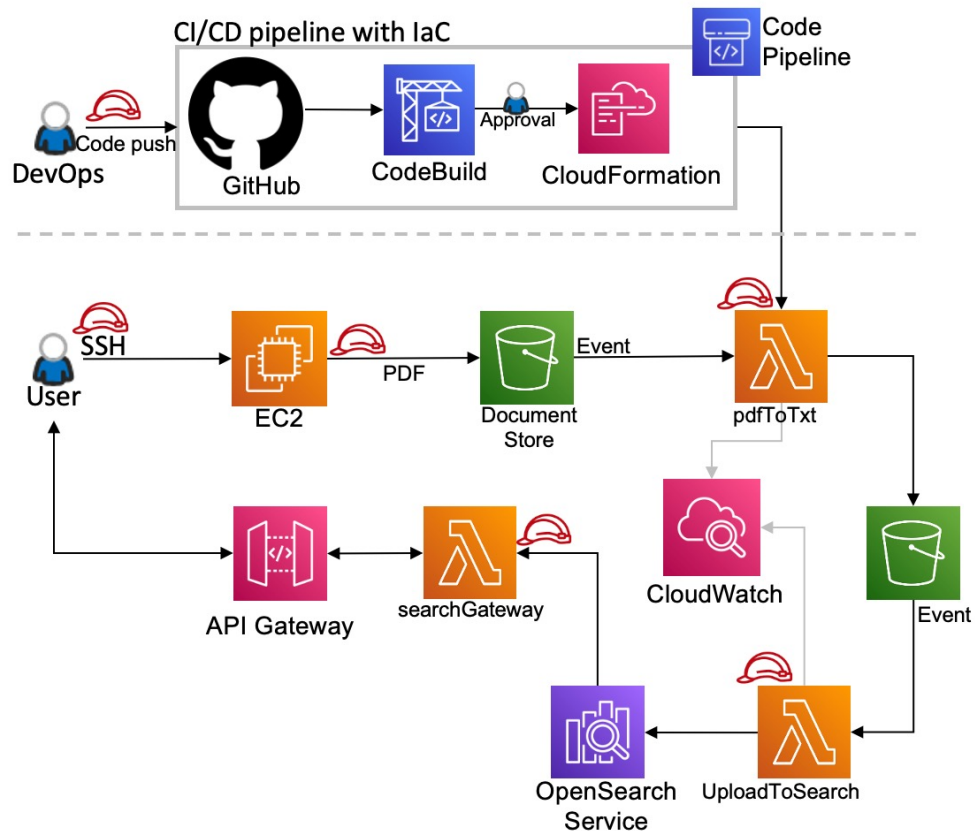 CI/CD pipeline with IaC
Code
Pipeline
Code push
DevOps
GitHub
CodeBuild
Approval
CloudFormation
SSH
User
EC2
PDF
Document
Store
Event
pdfToTxt
API Gateway
searchGateway
CloudWatch
Event
OpenSearch
Service
UploadToSearch